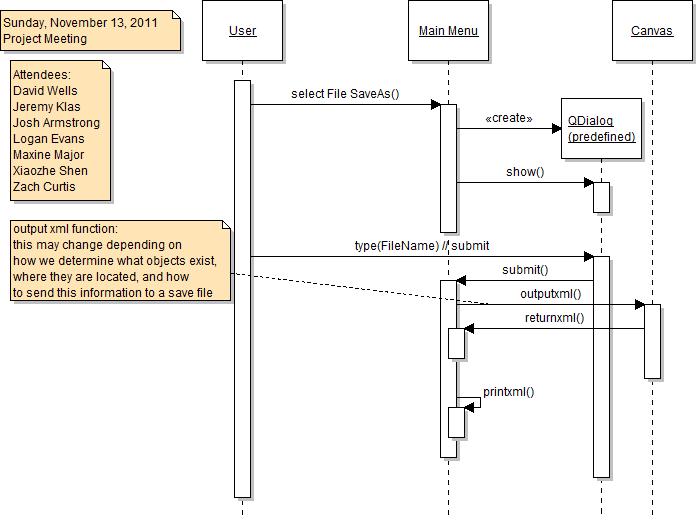 Sunday, November 13, 2011
Project Meeting
User
Main Menu
Canvas
Attendees:
David Wells
Jeremy Klas
Josh Armstrong
Logan Evans
Maxine Major
Xiaozhe Shen
Zach Curtis
select File SaveAs()
«create»
QDialog
(predefined)
show()
output xml function:
this may change depending on
how we determine what objects exist,
where they are located, and how
to send this information to a save file
type(FileName) // submit
submit()
outputxml()
returnxml()
printxml()